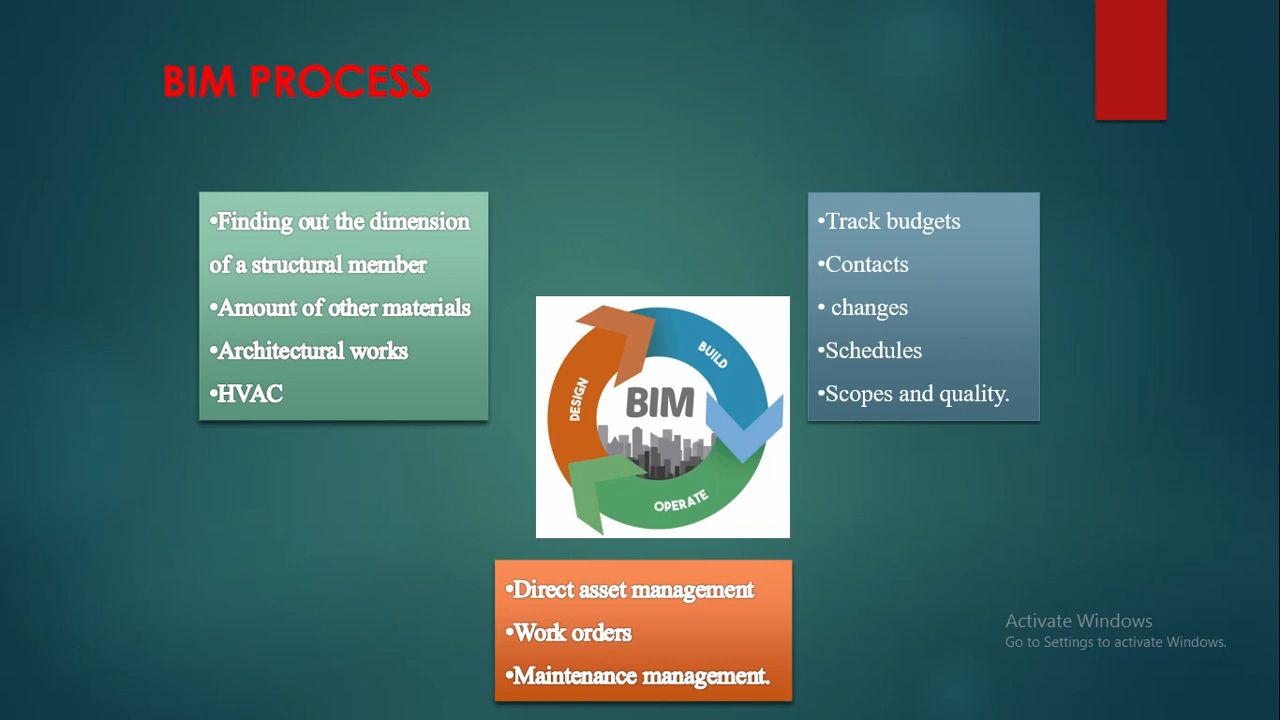 BIM PROCESS
•Finding out the dimension
of a structural member
•Amount of other materials
•Architectural works
•HVAC
•Track budgets
•Contacts
• changes
•Schedules
•Scopes and quality.
BUILD
DESIGN
BIM
OPERATE
•Direct asset management
•Work orders
•Maintenance management.
Activate Windows
Go to Settings to activate Windows.